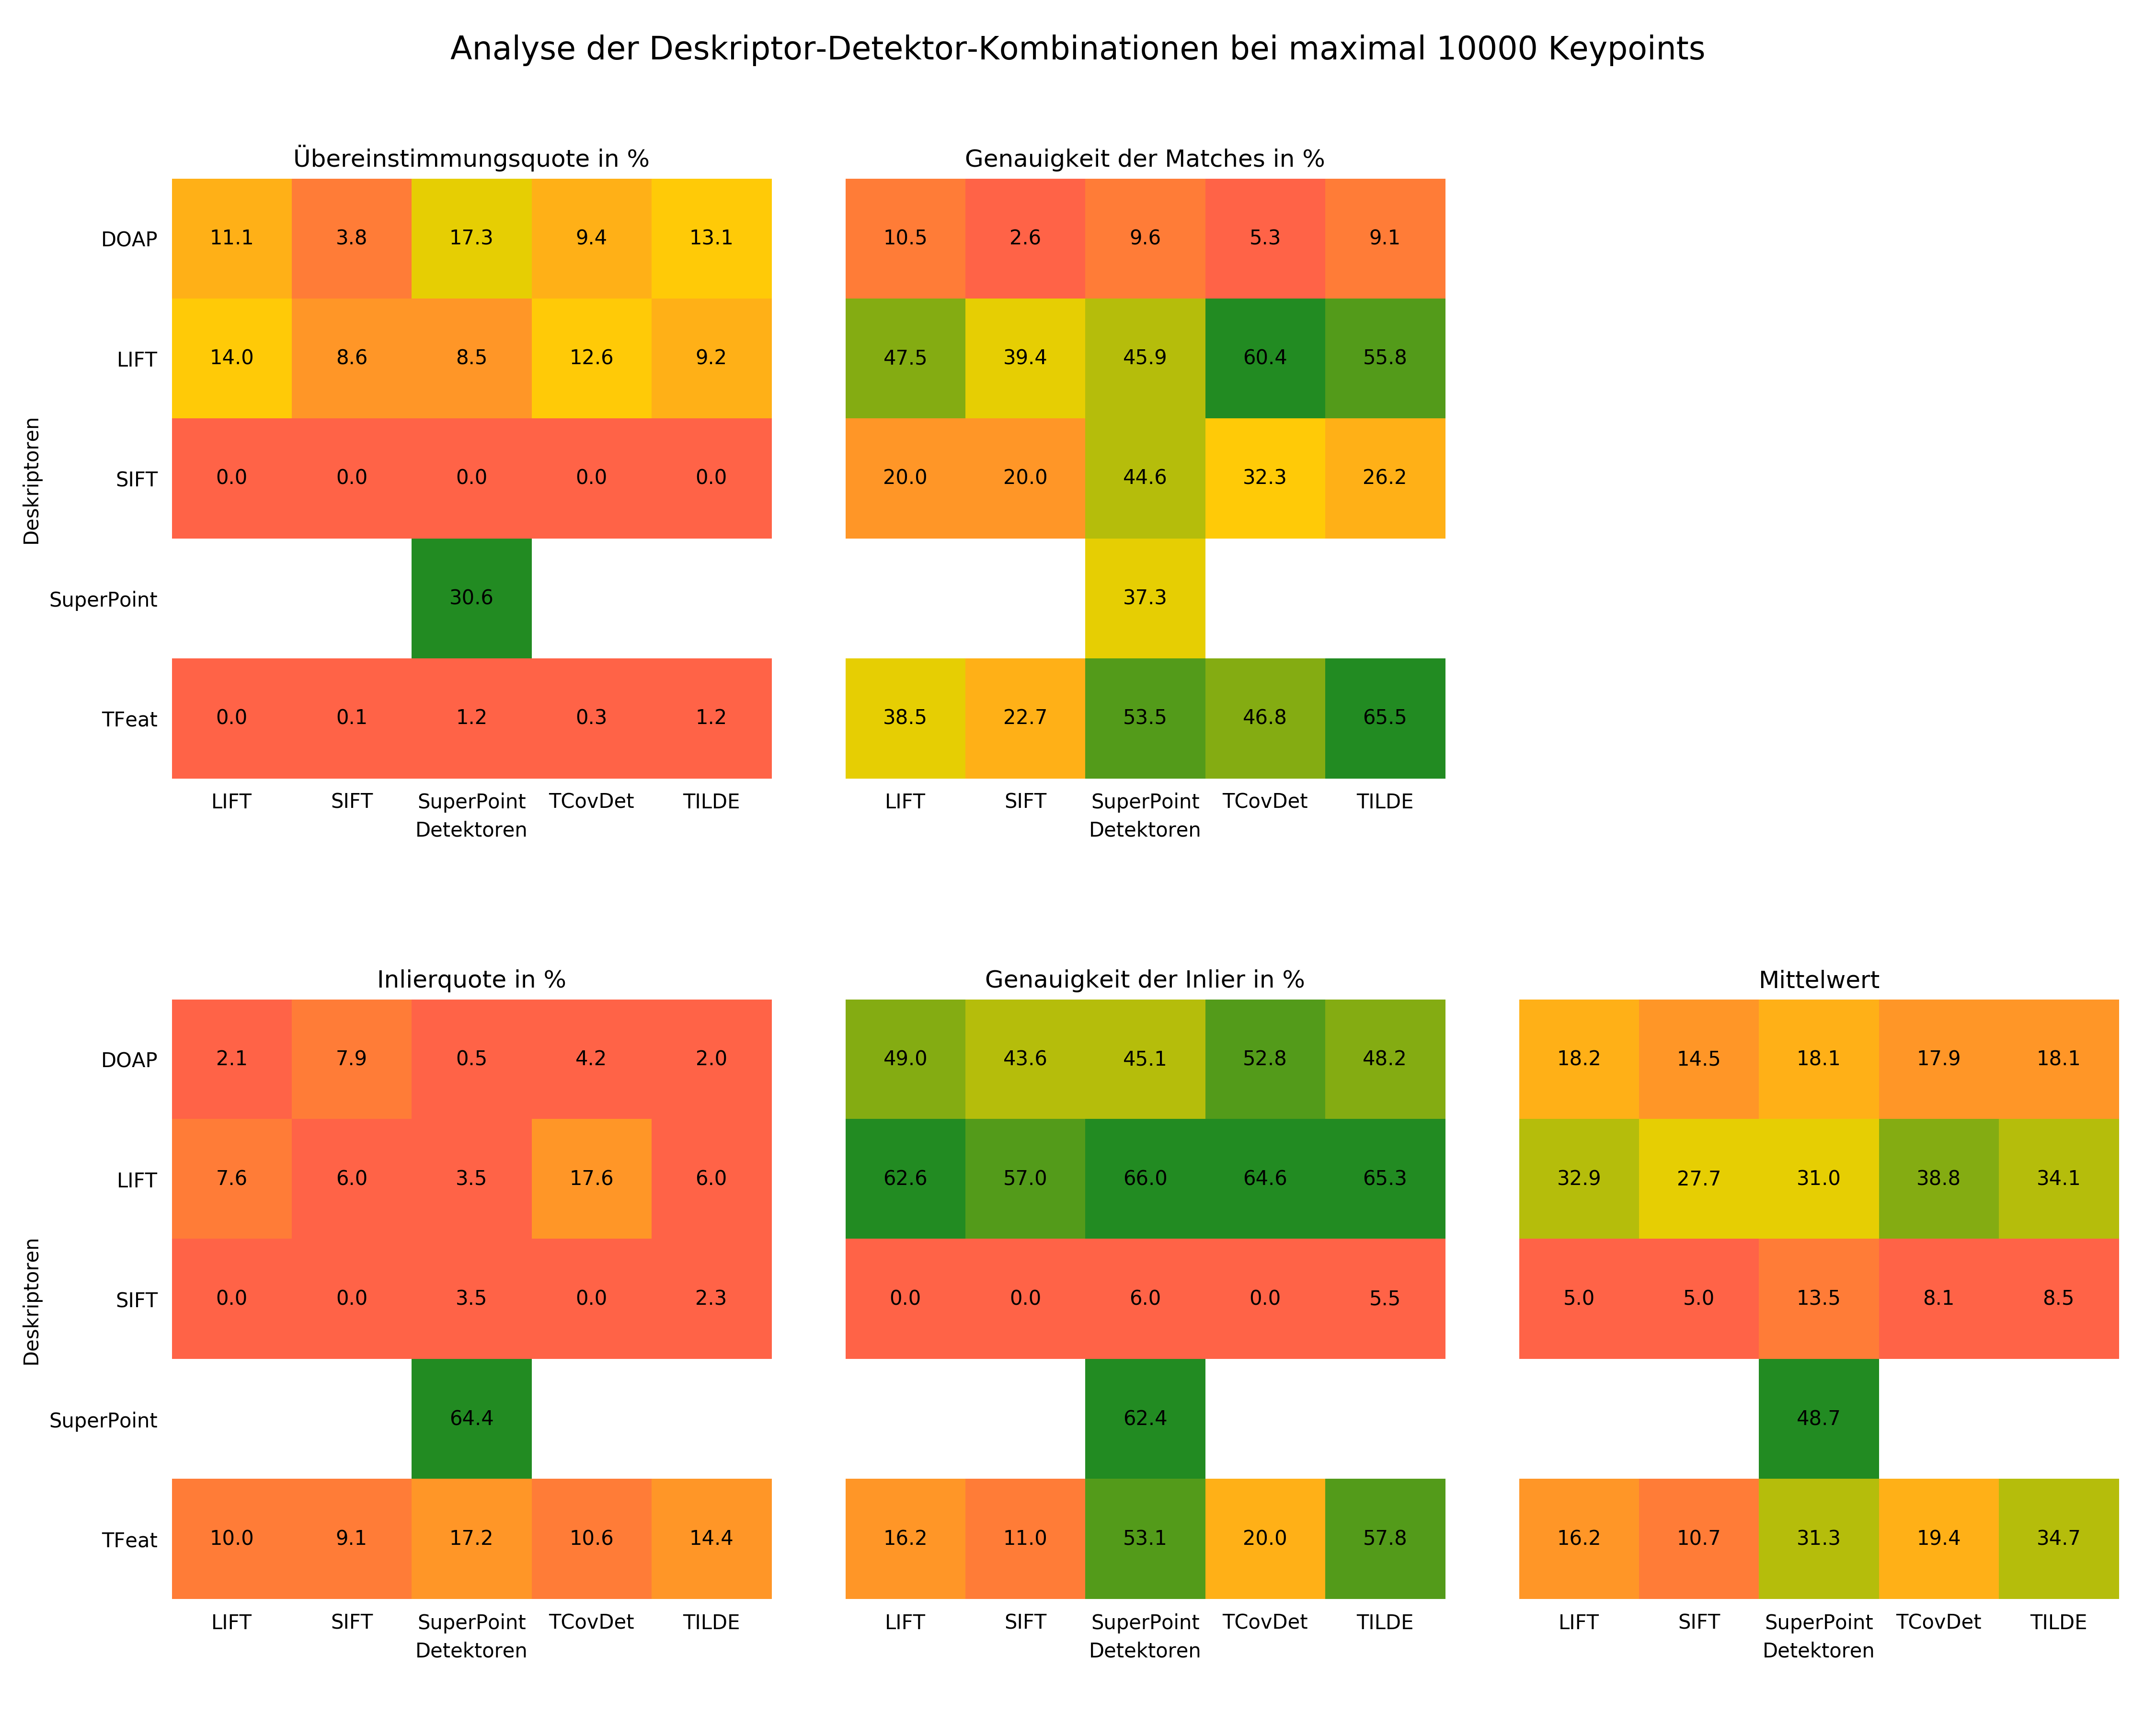 Analyse der Deskriptor-Detektor-Kombinationen bei maximal 10000 Keypoints
Übereinstimmungsquote in %
Deskriptoren
DOAP 11.1 3.8 17.3 9.4 13.1
LIFT 14.0 8.6 8.5 12.6 9.2
SIFT 0.0 0.0 0.0 0.0 0.0
SuperPoint 30.6
TFeat 0.0 0.1 1.2 0.3 1.2
LIFT SIFT SuperPoint TCovDet TILDE
Detektoren
Genauigkeit der Matches in %
10.5 2.6 9.6 5.3 9.1
47.5 39.4 45.9 60.4 55.8
20.0 20.0 44.6 32.3 26.2
37.3
38.5 22.7 53.5 46.8 65.5
LIFT SIFT SuperPoint TCovDet TILDE
Detektoren
Inlierquote in %
Deskriptoren
DOAP 2.1 7.9 0.5 4.2 2.0
LIFT 7.6 6.0 3.5 17.6 6.0
SIFT 0.0 0.0 3.5 0.0 2.3
SuperPoint 64.4
TFeat 10.0 9.1 17.2 10.6 14.4
LIFT SIFT SuperPoint TCovDet TILDE
Detektoren
Genauigkeit der Inlier in %
49.0 43.6 45.1 52.8 48.2
62.6 57.0 66.0 64.6 65.3
0.0 0.0 6.0 0.0 5.5
62.4
16.2 11.0 53.1 20.0 57.8
LIFT SIFT SuperPoint TCovDet TILDE
Detektoren
Mittelwert
18.2 14.5 18.1 17.9 18.1
32.9 27.7 31.0 38.8 34.1
5.0 5.0 13.5 8.1 8.5
48.7
16.2 10.7 31.3 19.4 34.7
LIFT SIFT SuperPoint TCovDet TILDE
Detektoren